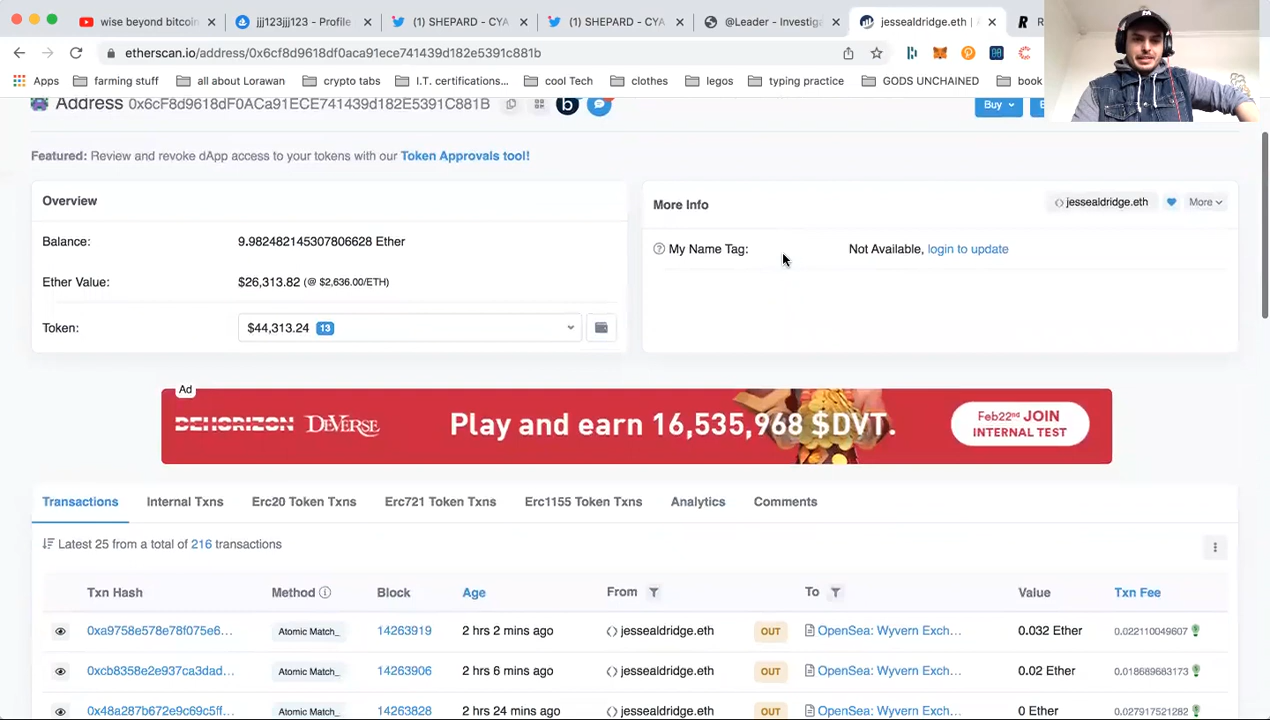 wise beyond bitcoin
jjj123jjj123 - Profile
(1) SHEPARD - CYA
(1) SHEPARD - CYA
@Leader - Investig
jessealdridge.eth |
R
etherscan.io/address/0x6cf8d9618df0aca91ece741439d182e5391c881b
Apps
farming stuff
all about Lorawan
crypto tabs
I.T. certifications...
cool Tech
clothes
legos
typing practice
GODS UNCHAINED
book
Address 0x6cF8d9618dF0ACa91ECE741439d182E5391C881B
Buy
Featured: Review and revoke dApp access to your tokens with our Token Approvals tool!
Overview
Balance: 9.982482145307806628 Ether
Ether Value: $26,313.82 (@ $2,636.00/ETH)
Token: $44,313.24 13
More Info
jessealdridge.eth
More
My Name Tag: Not Available, login to update
Ad
DEHORIZON DEVERSE
Play and earn 16,535,968 $DVT.
Feb22nd JOIN
INTERNAL TEST
Transactions Internal Txns Erc20 Token Txns Erc721 Token Txns Erc1155 Token Txns Analytics Comments
Latest 25 from a total of 216 transactions
Txn Hash Method Block Age From To Value Txn Fee
0xa9758e578e78f075e6... Atomic Match_ 14263919 2 hrs 2 mins ago jessealdridge.eth OUT OpenSea: Wyvern Exch... 0.032 Ether 0.022110049607
0xcb8358e2e937ca3dad... Atomic Match_ 14263906 2 hrs 6 mins ago jessealdridge.eth OUT OpenSea: Wyvern Exch... 0.02 Ether 0.018689683173
0x48a287b672e9c69c5ff... Atomic Match_ 14263828 2 hrs 24 mins ago jessealdridge.eth OUT OpenSea: Wyvern Exch... 0 Ether 0.027917521282